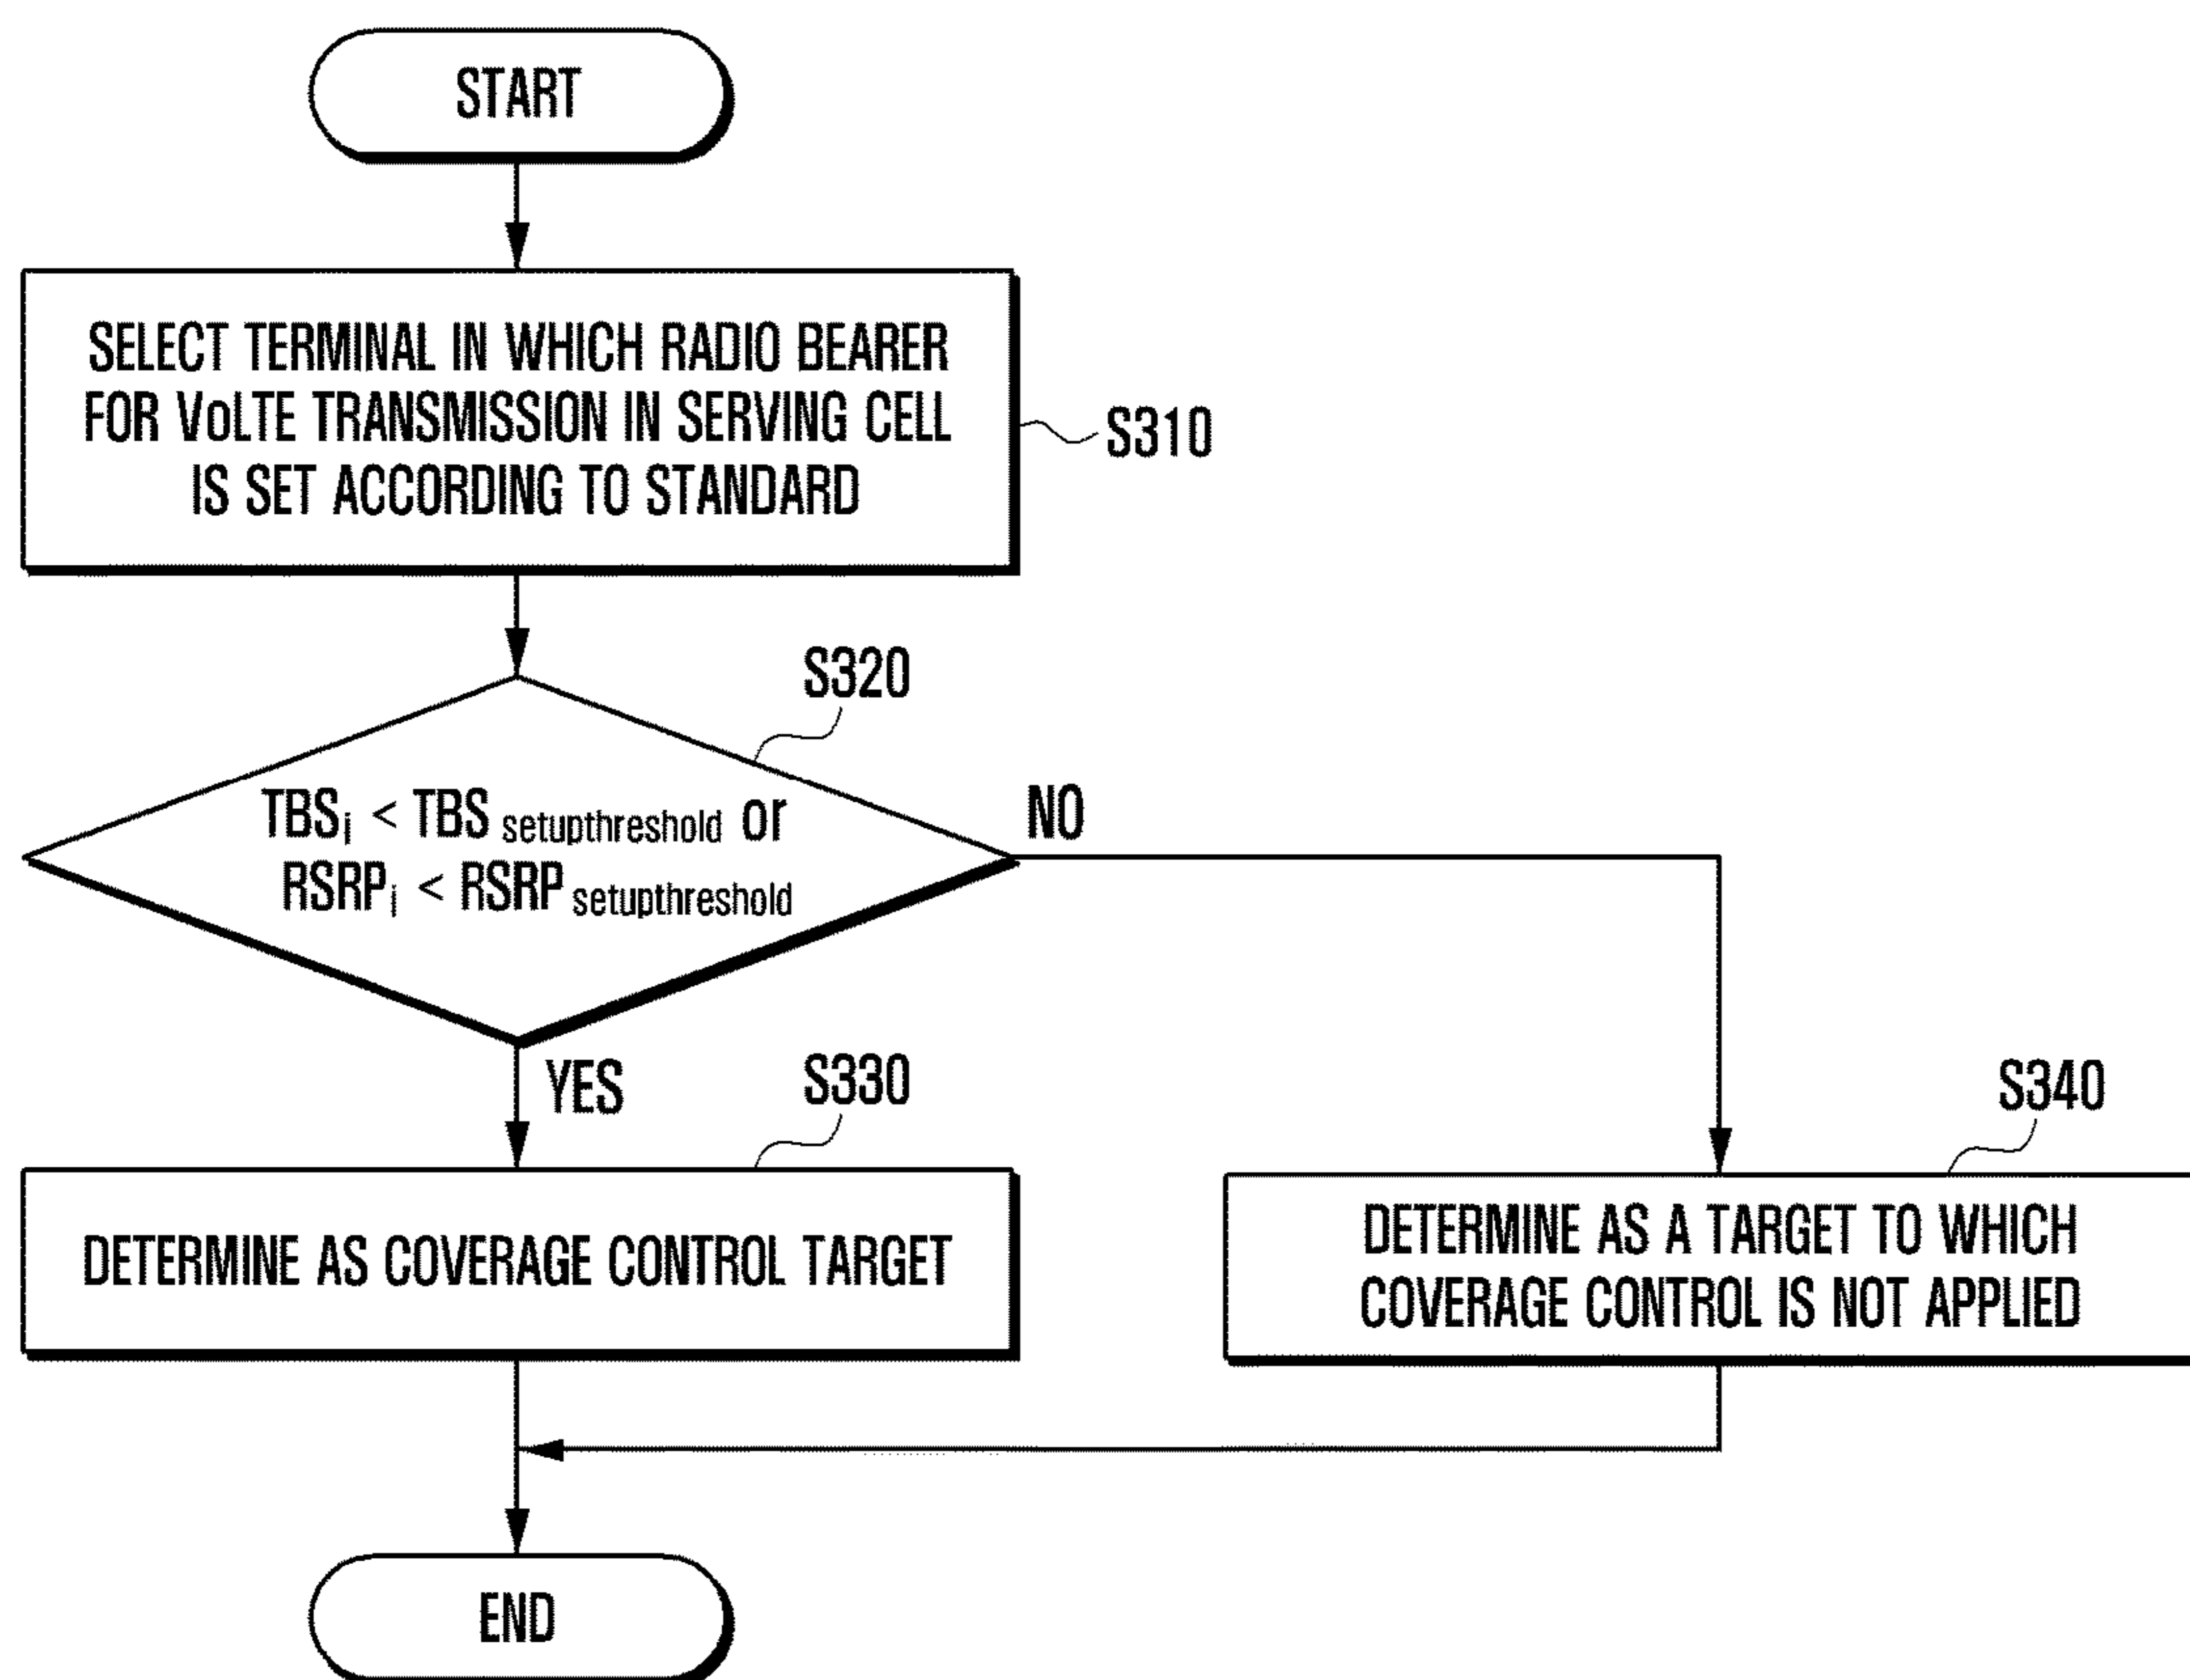 START
SELECT TERMINAL IN WHICH RADIO BEARER
FOR VoLTE TRANSMISSION IN SERVING CELL
IS SET ACCORDING TO STANDARD
S310
S320
TBSi < TBS setupthreshold or
RSRPi < RSRP setupthreshold
NO
YES
S330
DETERMINE AS COVERAGE CONTROL TARGET
S340
DETERMINE AS A TARGET TO WHICH
COVERAGE CONTROL IS NOT APPLIED
END